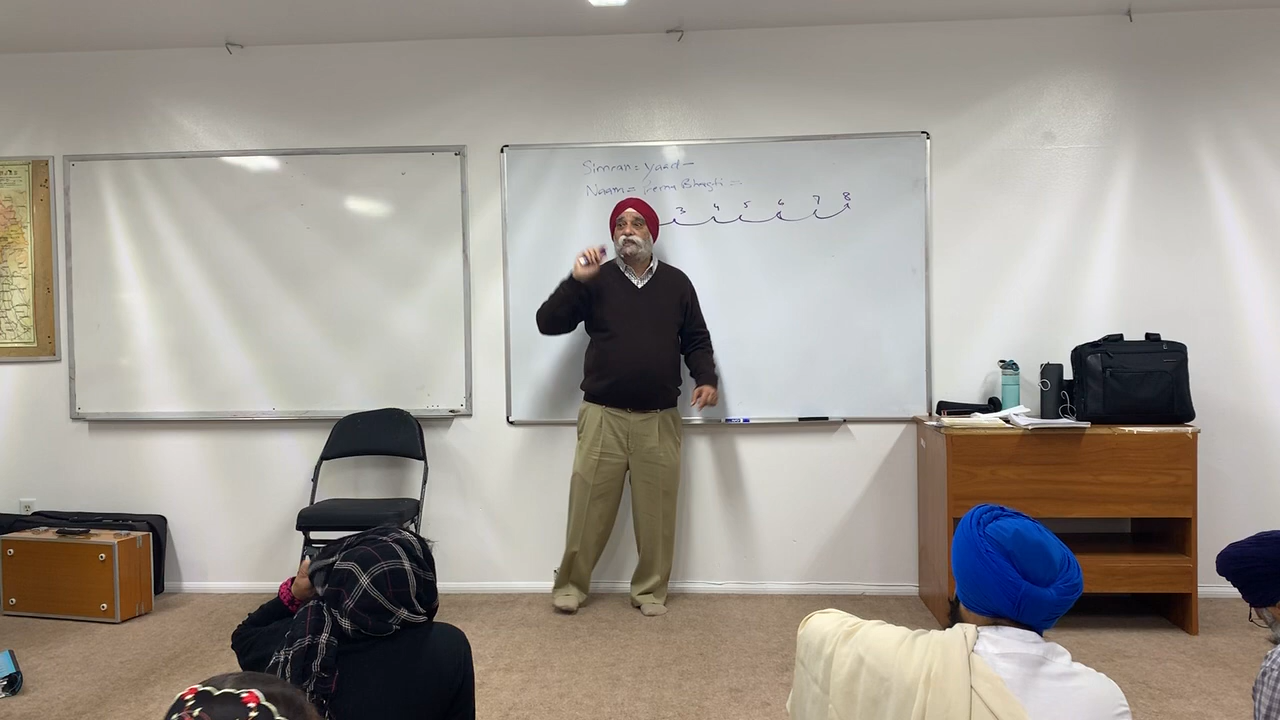 Simran = Yaad –
Naam = Prema Bhagti =
3 4 5 6 7 8